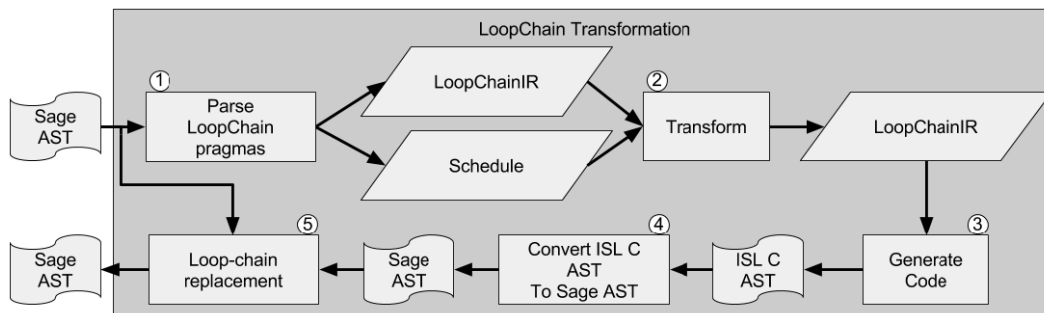 LoopChain Transformation
Sage
AST
1
Parse
LoopChain
pragmas
LoopChainIR
Schedule
2
Transform
LoopChainIR
3
Generate
Code
ISL C
AST
4
Convert ISL C
AST
To Sage AST
Sage
AST
5
Loop-chain
replacement
Sage
AST